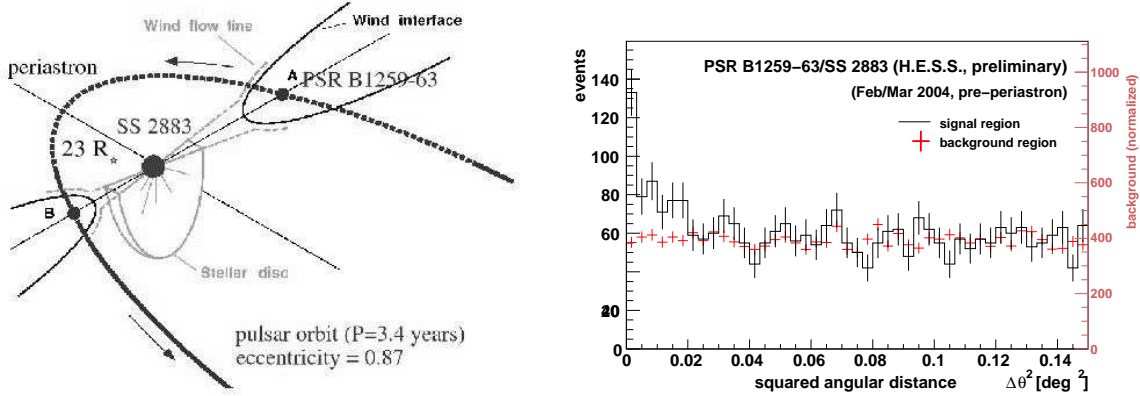 Wind interface
Wind flow line
A
PSR B1259-63
periastron
SS 2883
23 R☆
B
Stellar disc
pulsar orbit (P=3.4 years)
eccentricity = 0.87
PSR B1259−63/SS 2883 (H.E.S.S., preliminary)
(Feb/Mar 2004, pre−periastron)
signal region
background region
events
140
120
100
80
60
40
20
0
0 0.02 0.04 0.06 0.08 0.1 0.12 0.14
squared angular distance Δθ² [deg²]
1000
800
600
400
200
0
background (normalized)